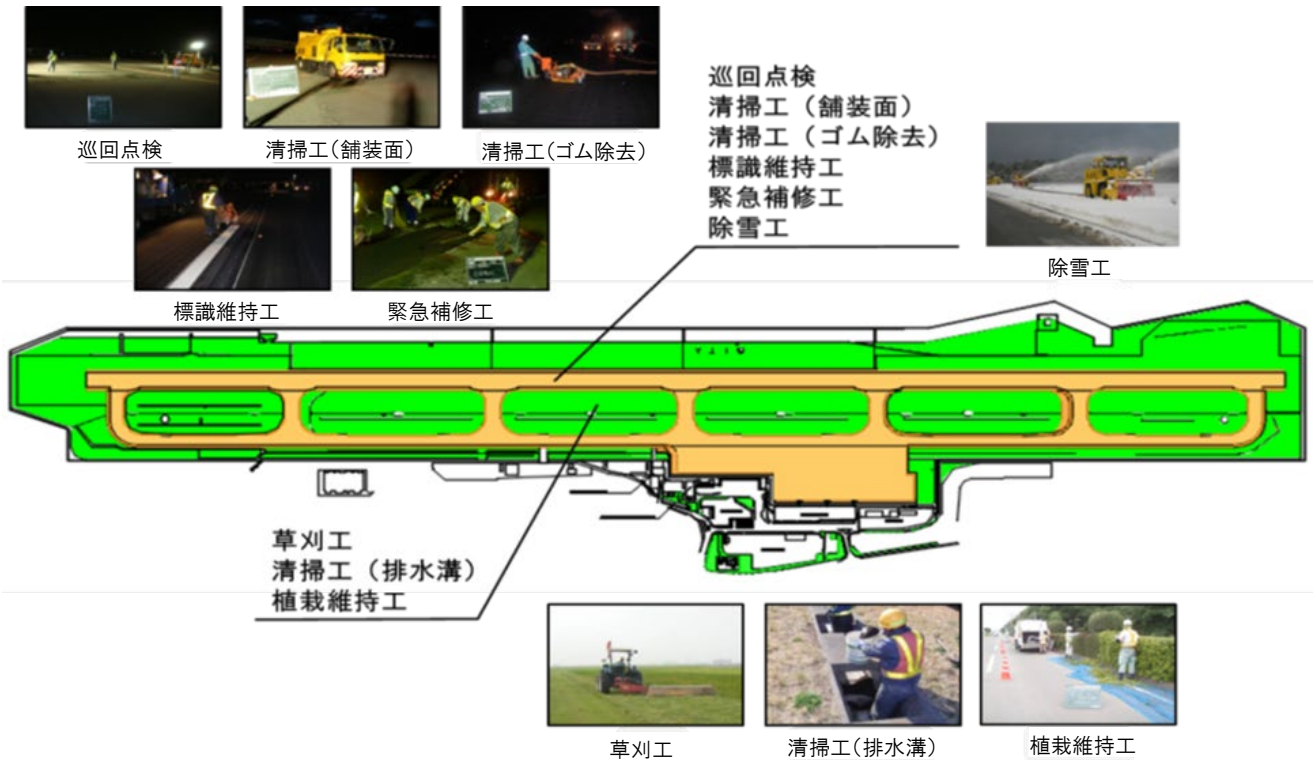 巡回点検
清掃工(舗装面)
清掃工(ゴム除去)
標識維持工
緊急補修工
巡回点検
清掃工（舗装面）
清掃工（ゴム除去）
標識維持工
緊急補修工
除雪工
除雪工
草刈工
清掃工（排水溝）
植栽維持工
草刈工
清掃工(排水溝)
植栽維持工